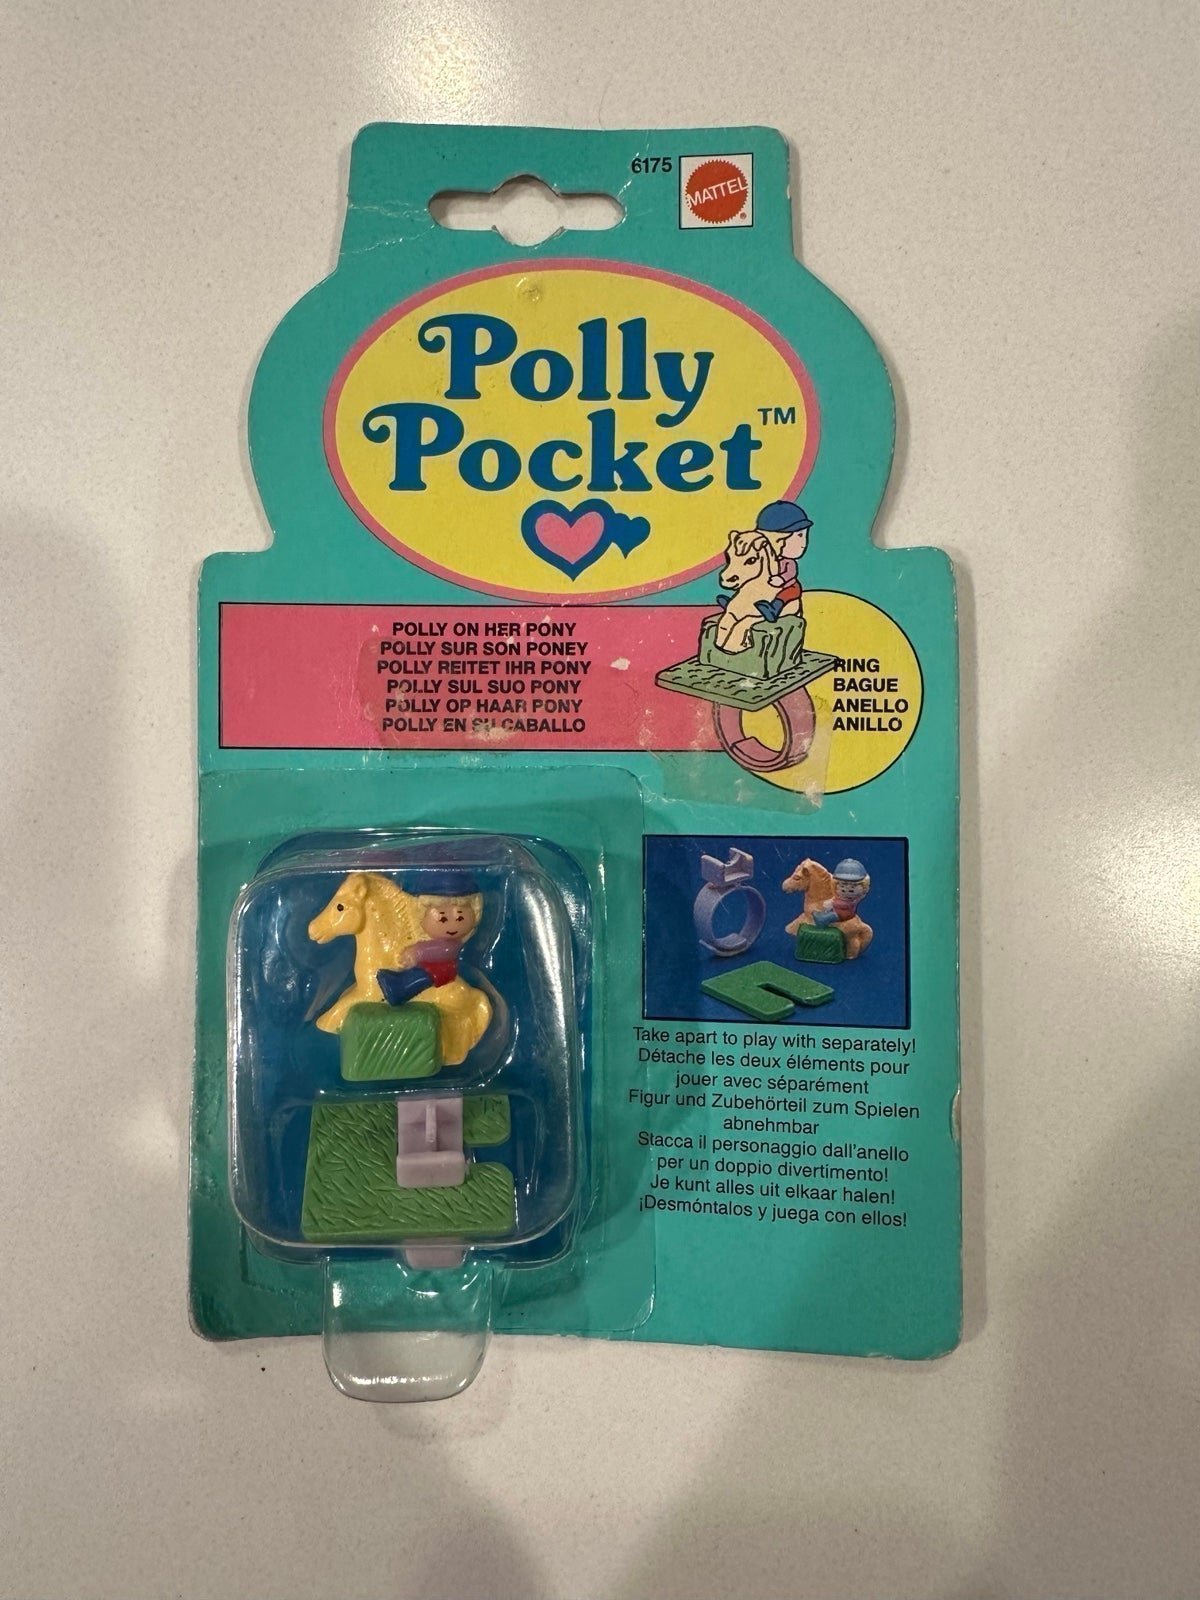 6175
MATTEL
®
Polly
Pocket™
POLLY ON HER PONY
POLLY SUR SON PONEY
POLLY REITET IHR PONY
POLLY SUL SUO PONY
POLLY OP HAAR PONY
POLLY EN SU CABALLO
RING
BAGUE
ANELLO
ANILLO
Take apart to play with separately!
Détache les deux éléments pour
jouer avec séparément
Figur und Zubehörteil zum Spielen
abnehmbar
Stacca il personaggio dall'anello
per un doppio divertimento!
Je kunt alles uit elkaar halen!
¡Desmóntalos y juega con ellos!